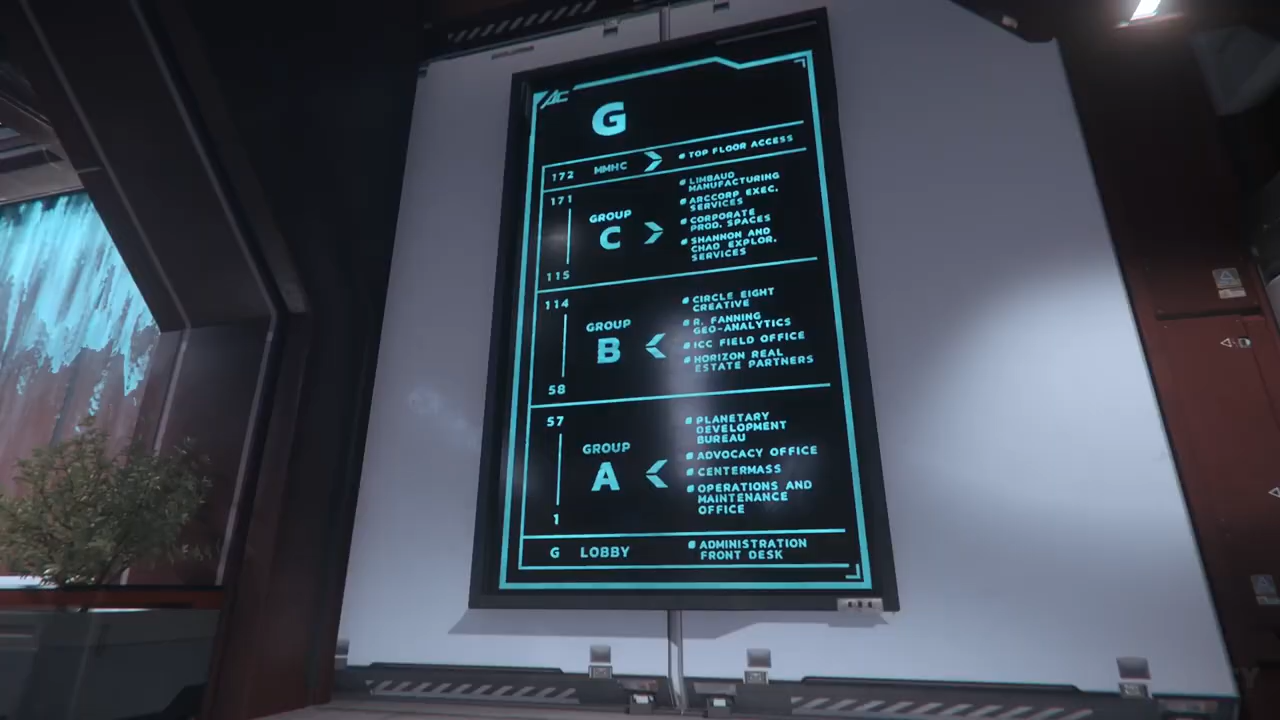 AC
G
172 MMHC TOP FLOOR ACCESS
171
GROUP
C
115
LIMBAUD
MANUFACTURING
ARCCORP EXEC.
SERVICES
CORPORATE
PROD. SPACES
SHANNON AND
CHAO EXPLOR.
SERVICES
114
GROUP
B
58
CIRCLE EIGHT
CREATIVE
R. FANNING
GEO-ANALYTICS
ICC FIELD OFFICE
HORIZON REAL
ESTATE PARTNERS
57
GROUP
A
1
PLANETARY
DEVELOPMENT
BUREAU
ADVOCACY OFFICE
CENTERMASS
OPERATIONS AND
MAINTENANCE
OFFICE
G LOBBY ADMINISTRATION
FRONT DESK